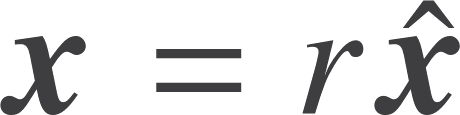 𝒙 = r𝒙̂